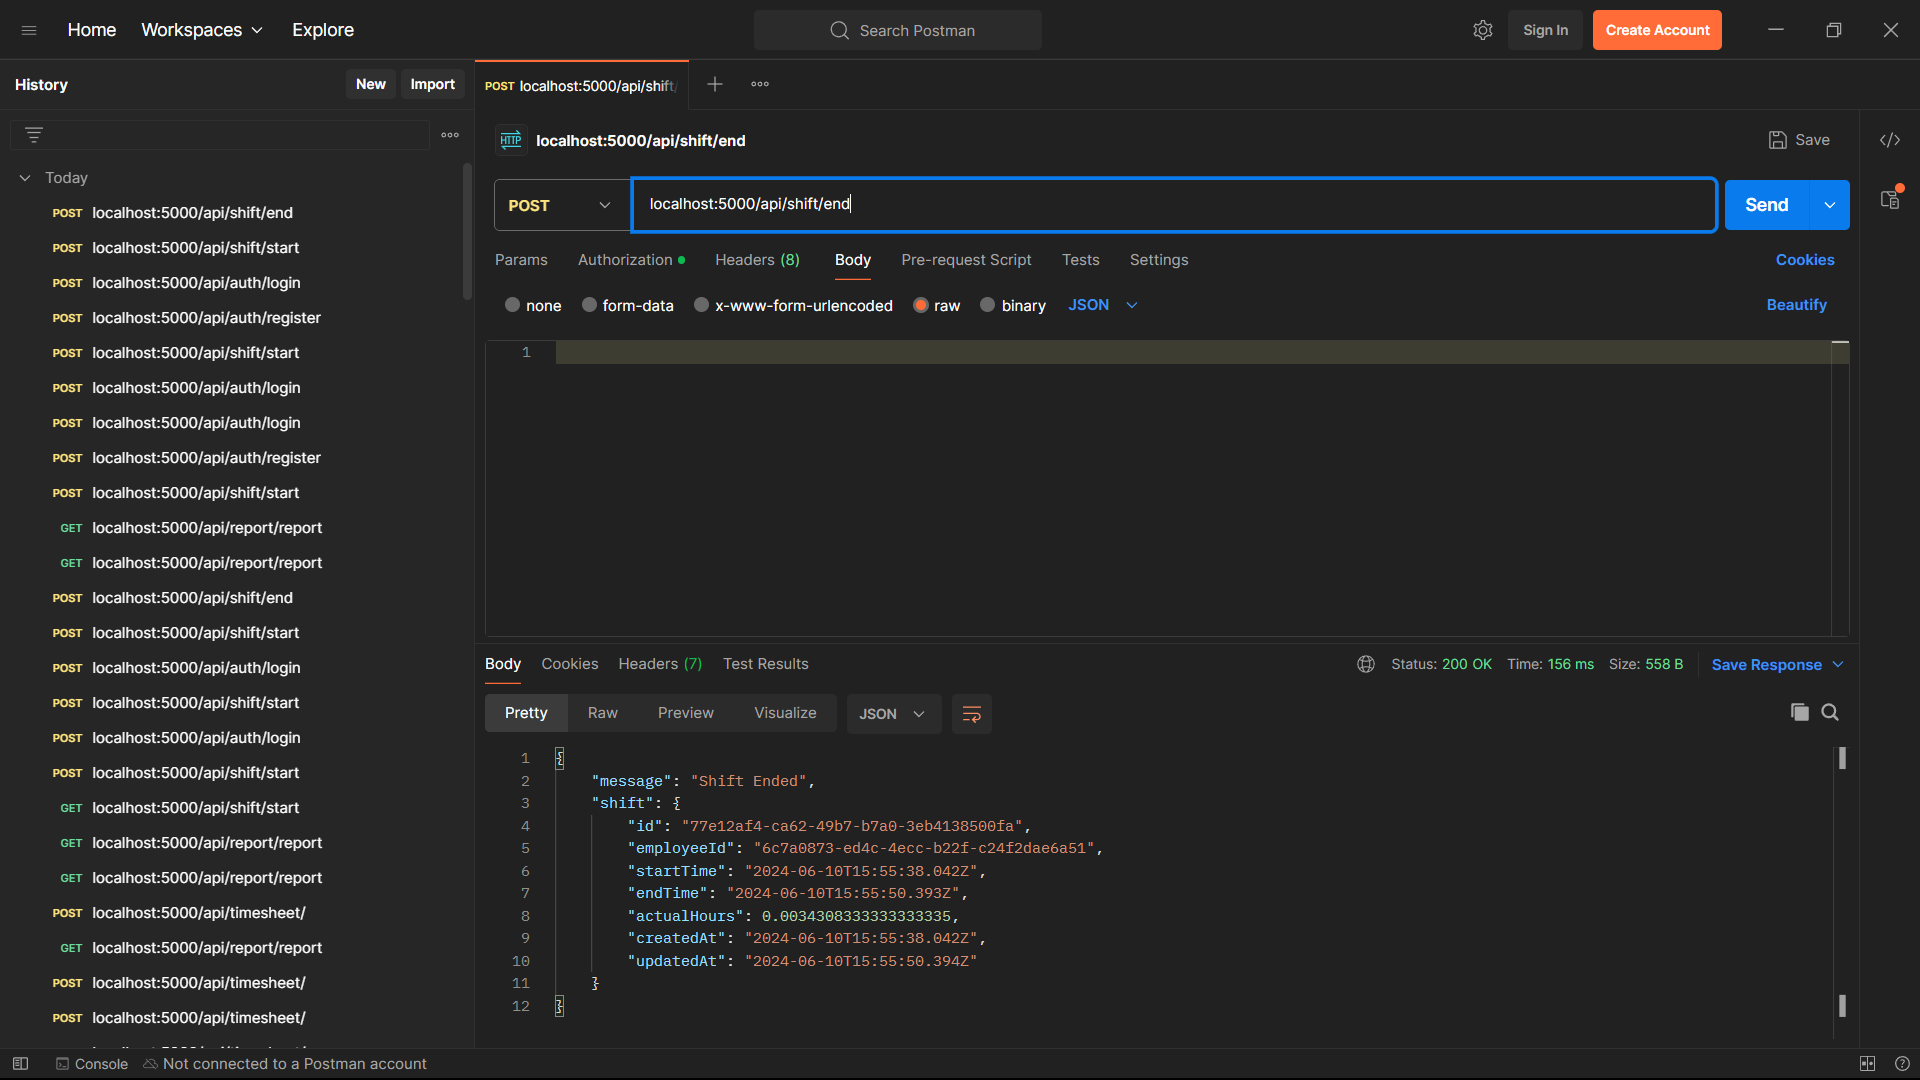 Home Workspaces Explore Search Postman Sign In Create Account
History New Import
POST localhost:5000/api/shift/
HTTP localhost:5000/api/shift/end Save
POST localhost:5000/api/shift/end Send
Params Authorization Headers (8) Body Pre-request Script Tests Settings Cookies
none form-data x-www-form-urlencoded raw binary JSON Beautify
1
Today
POST localhost:5000/api/shift/end
POST localhost:5000/api/shift/start
POST localhost:5000/api/auth/login
POST localhost:5000/api/auth/register
POST localhost:5000/api/shift/start
POST localhost:5000/api/auth/login
POST localhost:5000/api/auth/login
POST localhost:5000/api/auth/register
POST localhost:5000/api/shift/start
GET localhost:5000/api/report/report
GET localhost:5000/api/report/report
POST localhost:5000/api/shift/end
POST localhost:5000/api/shift/start
POST localhost:5000/api/auth/login
POST localhost:5000/api/shift/start
POST localhost:5000/api/auth/login
POST localhost:5000/api/shift/start
GET localhost:5000/api/shift/start
GET localhost:5000/api/report/report
GET localhost:5000/api/report/report
POST localhost:5000/api/timesheet/
GET localhost:5000/api/report/report
POST localhost:5000/api/timesheet/
POST localhost:5000/api/timesheet/
Body Cookies Headers (7) Test Results Status: 200 OK Time: 156 ms Size: 558 B Save Response
Pretty Raw Preview Visualize JSON
1 {
2 "message": "Shift Ended",
3 "shift": {
4 "id": "77e12af4-ca62-49b7-b7a0-3eb4138500fa",
5 "employeeId": "6c7a0873-ed4c-4ecc-b22f-c24f2dae6a51",
6 "startTime": "2024-06-10T15:55:38.042Z",
7 "endTime": "2024-06-10T15:55:50.393Z",
8 "actualHours": 0.0034308333333333335,
9 "createdAt": "2024-06-10T15:55:38.042Z",
10 "updatedAt": "2024-06-10T15:55:50.394Z"
11 }
12 }
Console Not connected to a Postman account